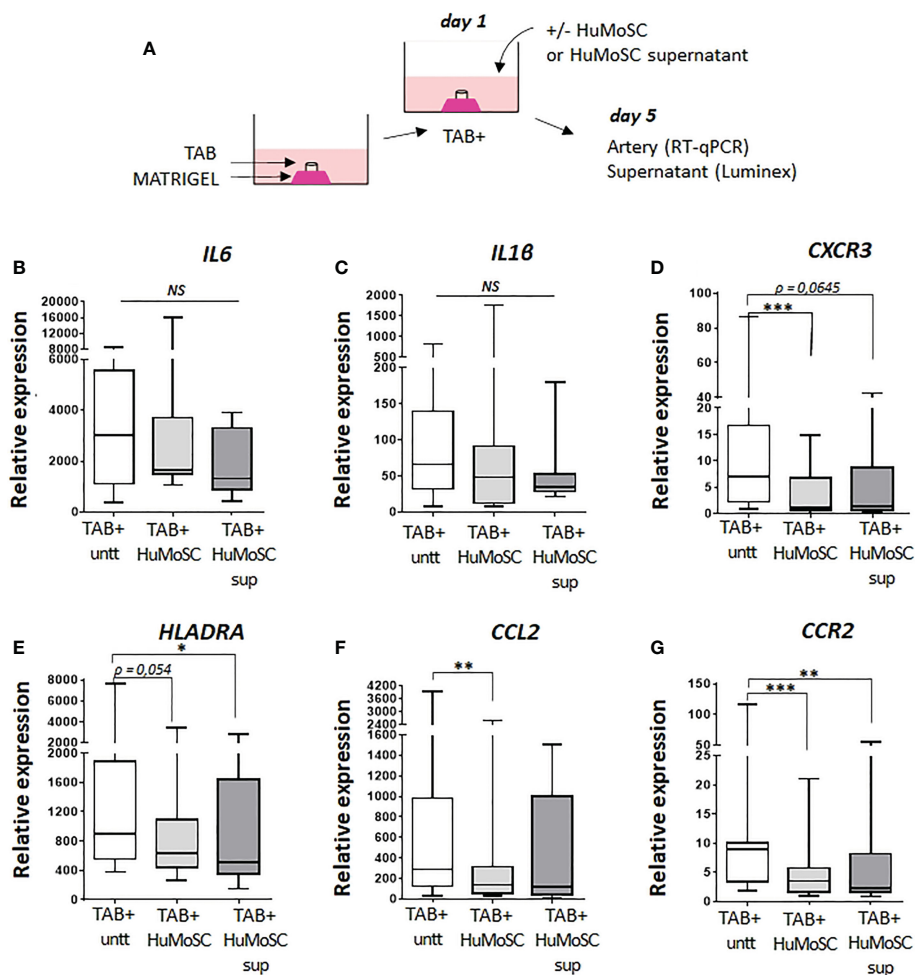 A
day 1
+/- HuMoSC
or HuMoSC supernatant
TAB
MATRIGEL
TAB+
day 5
Artery (RT-qPCR)
Supernatant (Luminex)
B
IL6
Relative expression
20000
16000
12000
8000
6000
4000
2000
0
NS
TAB+ untt
TAB+ HuMoSC
TAB+ HuMoSC sup
C
IL1β
Relative expression
2000
1500
1000
500
200
150
100
50
0
NS
TAB+ untt
TAB+ HuMoSC
TAB+ HuMoSC sup
D
CXCR3
Relative expression
100
80
60
40
20
15
10
5
0
ρ = 0,0645
***
TAB+ untt
TAB+ HuMoSC
TAB+ HuMoSC sup
E
HLADRA
Relative expression
8000
6000
4000
2000
2000
1600
1200
800
400
0
*
ρ = 0,054
TAB+ untt
TAB+ HuMoSC
TAB+ HuMoSC sup
F
CCL2
Relative expression
4200
3600
3000
2400
1600
1400
1200
1000
800
600
400
200
0
**
TAB+ untt
TAB+ HuMoSC
TAB+ HuMoSC sup
G
CCR2
Relative expression
150
100
50
25
20
15
10
5
0
**
***
TAB+ untt
TAB+ HuMoSC
TAB+ HuMoSC sup